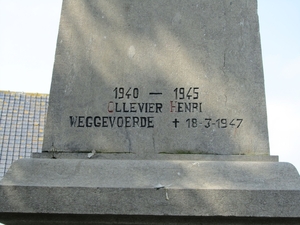 1940 — 1945
OLLEVIER HENRI
WEGGEVOERDE ✝ 18-3-1947